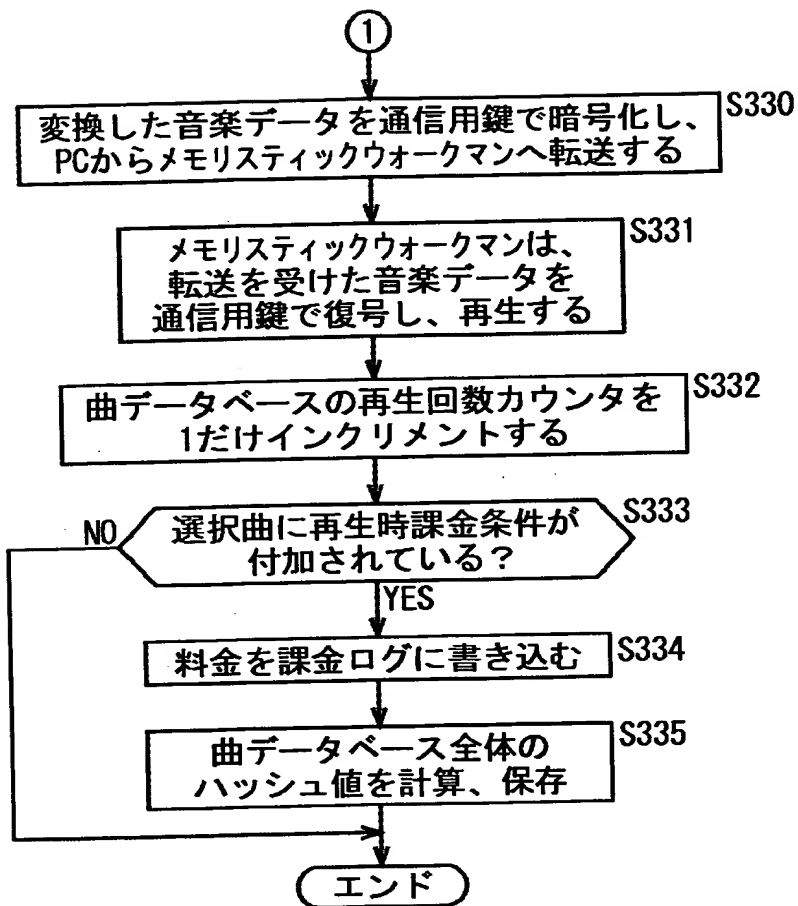 1
変換した音楽データを通信用鍵で暗号化し、
PCからメモリスティックウォークマンへ転送する
S330
メモリスティックウォークマンは、
転送を受けた音楽データを
通信用鍵で復号し、再生する
S331
曲データベースの再生回数カウンタを
1だけインクリメントする
S332
選択曲に再生時課金条件が
付加されている?
S333
NO
YES
料金を課金ログに書き込む
S334
曲データベース全体の
ハッシュ値を計算、保存
S335
エンド